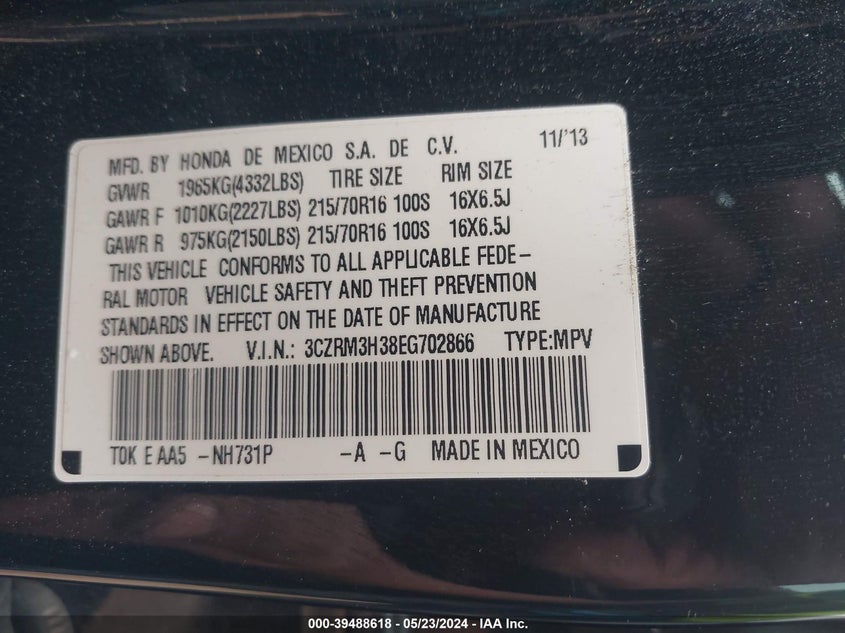 MFD. BY HONDA DE MEXICO S.A. DE C.V. 11/'13
GVWR 1965KG(4332LBS) TIRE SIZE RIM SIZE
GAWR F 1010KG(2227LBS) 215/70R16 100S 16X6.5J
GAWR R 975KG(2150LBS) 215/70R16 100S 16X6.5J
THIS VEHICLE CONFORMS TO ALL APPLICABLE FEDE-
RAL MOTOR VEHICLE SAFETY AND THEFT PREVENTION
STANDARDS IN EFFECT ON THE DATE OF MANUFACTURE
SHOWN ABOVE. V.I.N.: 3CZRM3H38EG702866 TYPE:MPV
T0K E AA5 -NH731P -A -G MADE IN MEXICO
000-39488618 - 05/23/2024 - IAA Inc.